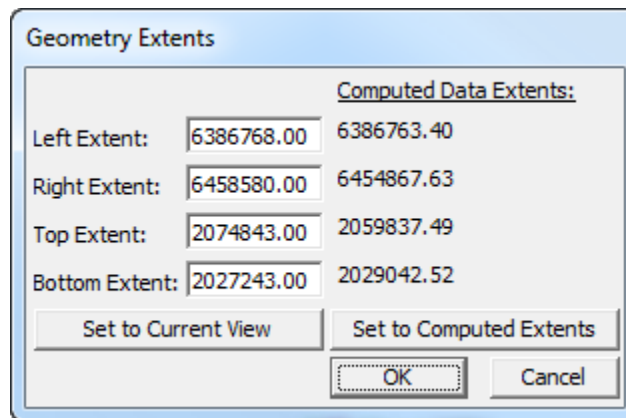 Geometry Extents
Computed Data Extents:
Left Extent: 6386768.00 6386763.40
Right Extent: 6458580.00 6454867.63
Top Extent: 2074843.00 2059837.49
Bottom Extent: 2027243.00 2029042.52
Set to Current View Set to Computed Extents
OK Cancel